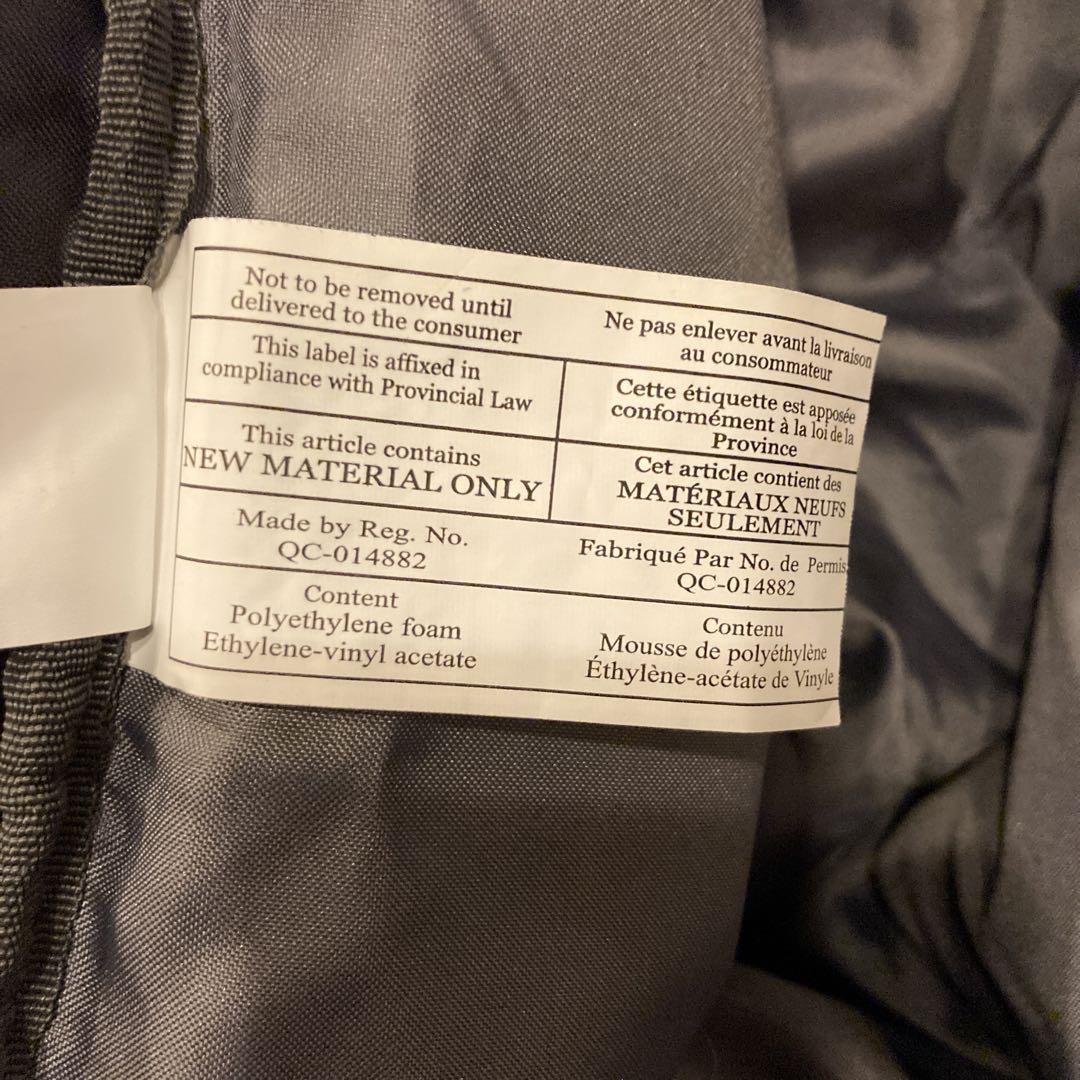 Not to be removed until
delivered to the consumer
Ne pas enlever avant la livraison
au consommateur
This label is affixed in
compliance with Provincial Law
Cette étiquette est apposée
conformément à la loi de la
Province
This article contains
NEW MATERIAL ONLY
Cet article contient des
MATÉRIAUX NEUFS
SEULEMENT
Made by Reg. No.
QC-014882
Fabriqué Par No. de Permis
QC-014882
Content
Polyethylene foam
Ethylene-vinyl acetate
Contenu
Mousse de polyéthylène
Éthylène-acétate de Vinyle